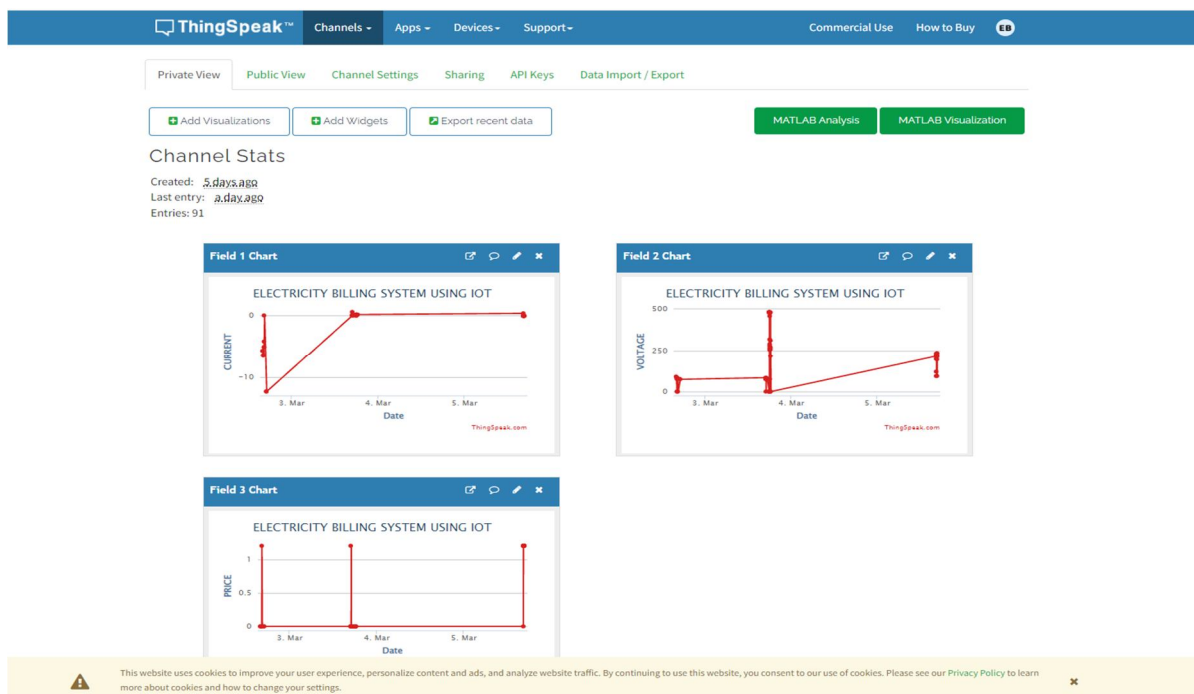 ThingSpeak™ Channels Apps Devices Support Commercial Use How to Buy EB
Private View Public View Channel Settings Sharing API Keys Data Import / Export
Add Visualizations Add Widgets Export recent data MATLAB Analysis MATLAB Visualization
Channel Stats
Created: 5 days ago
Last entry: a day ago
Entries: 91
Field 1 Chart
ELECTRICITY BILLING SYSTEM USING IOT
CURRENT
0
-10
3. Mar 4. Mar 5. Mar
Date
ThingSpeak.com
Field 2 Chart
ELECTRICITY BILLING SYSTEM USING IOT
VOLTAGE
500
250
0
3. Mar 4. Mar 5. Mar
Date
ThingSpeak.com
Field 3 Chart
ELECTRICITY BILLING SYSTEM USING IOT
PRICE
1
0.5
0
3. Mar 4. Mar 5. Mar
Date
This website uses cookies to improve your user experience, personalize content and ads, and analyze website traffic. By continuing to use this website, you consent to our use of cookies. Please see our Privacy Policy to learn
more about cookies and how to change your settings.